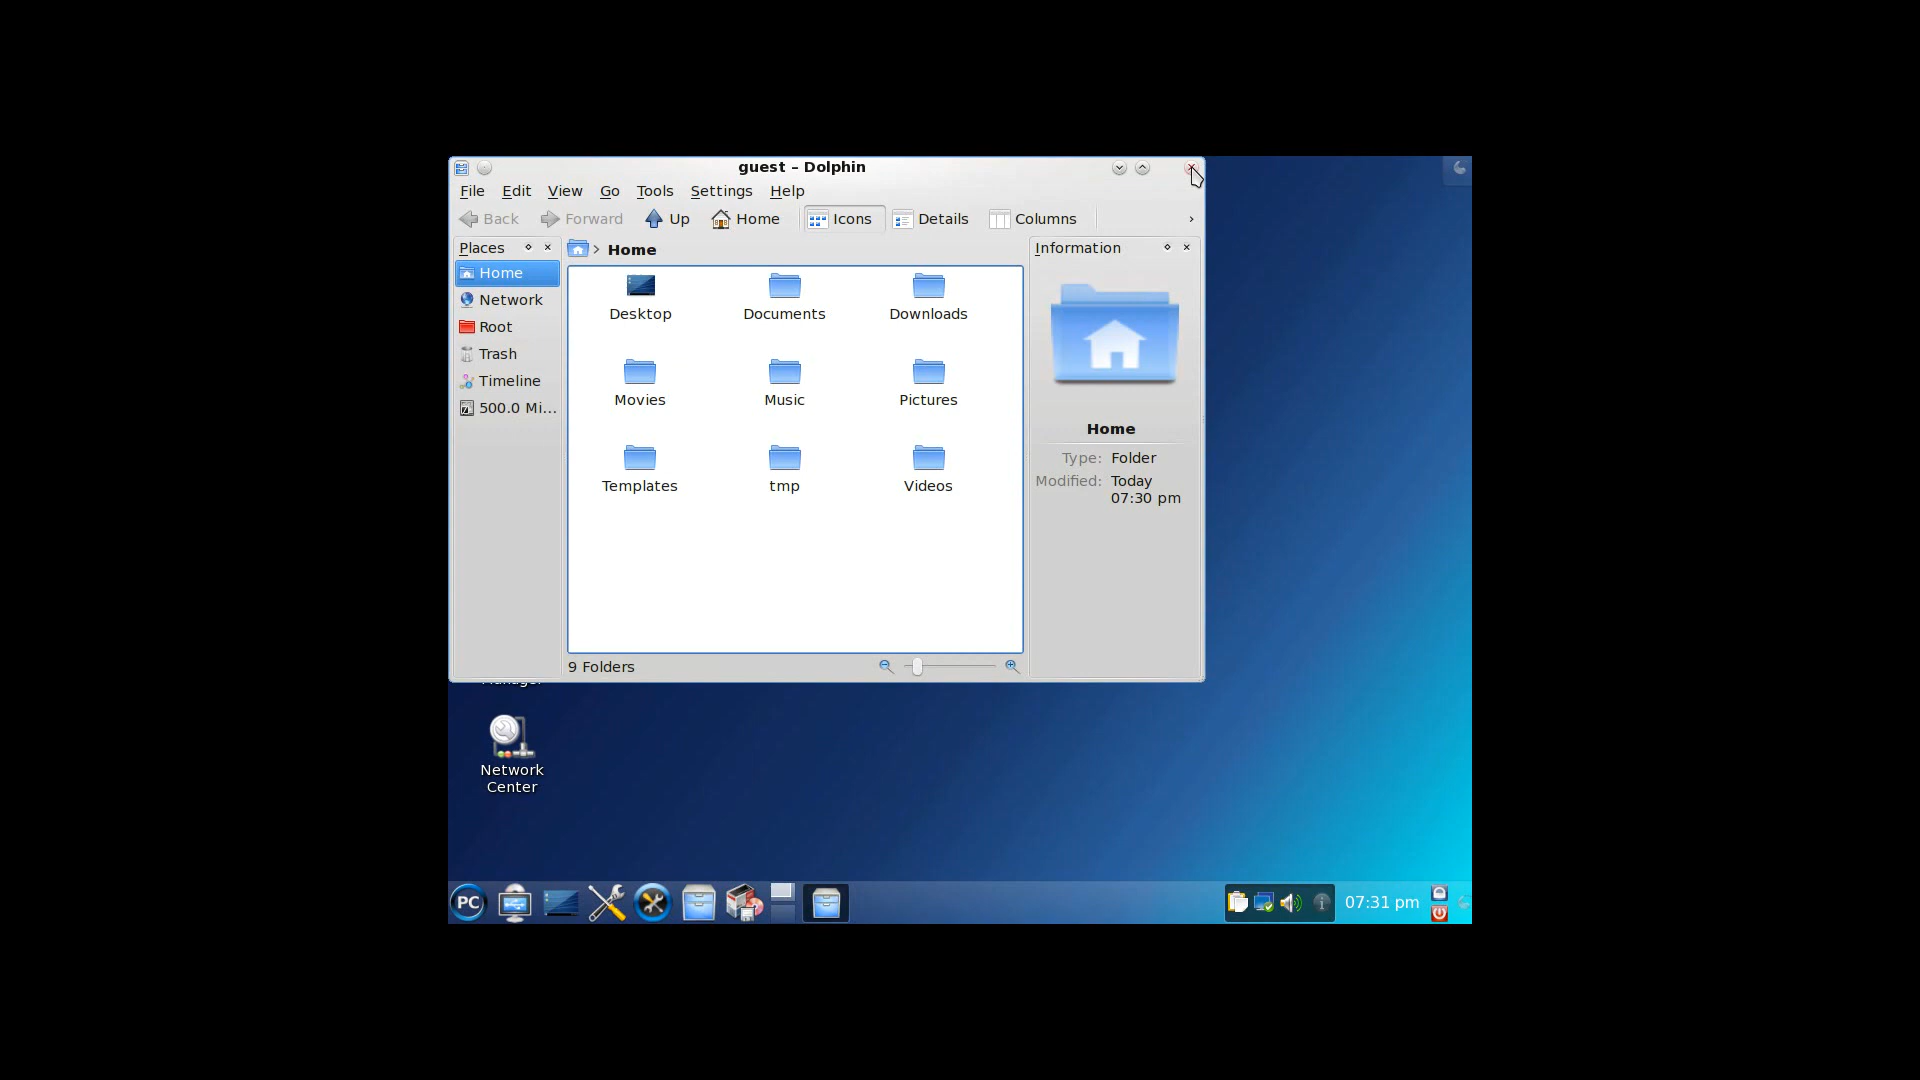 guest – Dolphin
File Edit View Go Tools Settings Help
Back Forward Up Home Icons Details Columns
Places
Home
Network
Root
Trash
Timeline
500.0 Mi...
Home
Desktop Documents Downloads
Movies Music Pictures
Templates tmp Videos
9 Folders
Information
Home
Type: Folder
Modified: Today
07:30 pm
Network
Center
PC
07:31 pm